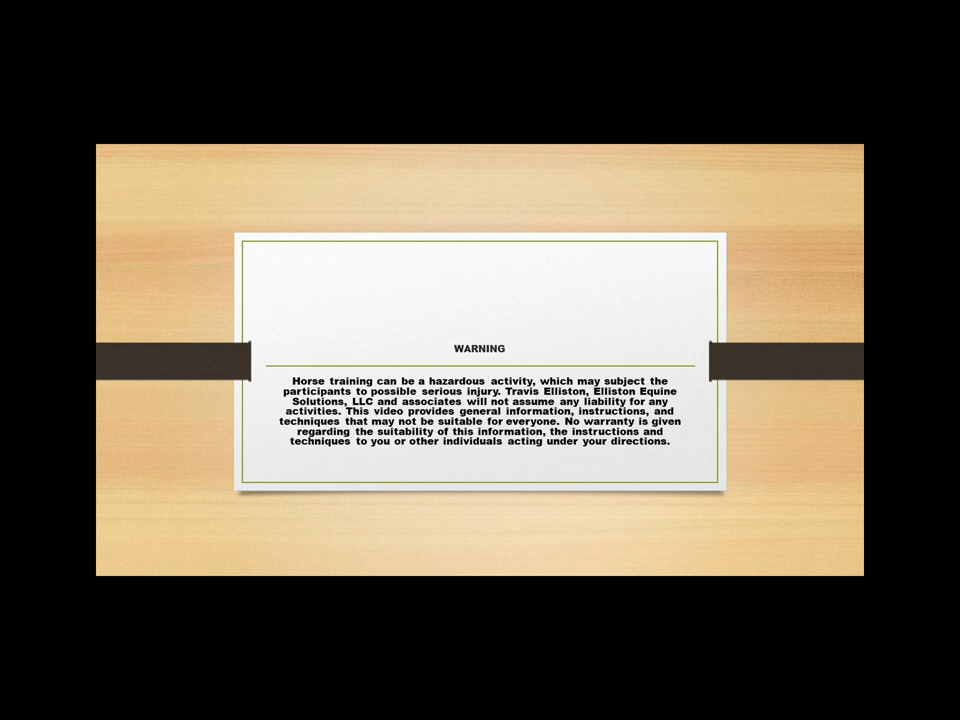 WARNING
Horse training can be a hazardous activity, which may subject the
participants to possible serious injury. Travis Elliston, Elliston Equine
Solutions, LLC and associates will not assume any liability for any
activities. This video provides general information, instructions, and
techniques that may not be suitable for everyone. No warranty is given
regarding the suitability of this information, the instructions and
techniques to you or other individuals acting under your directions.